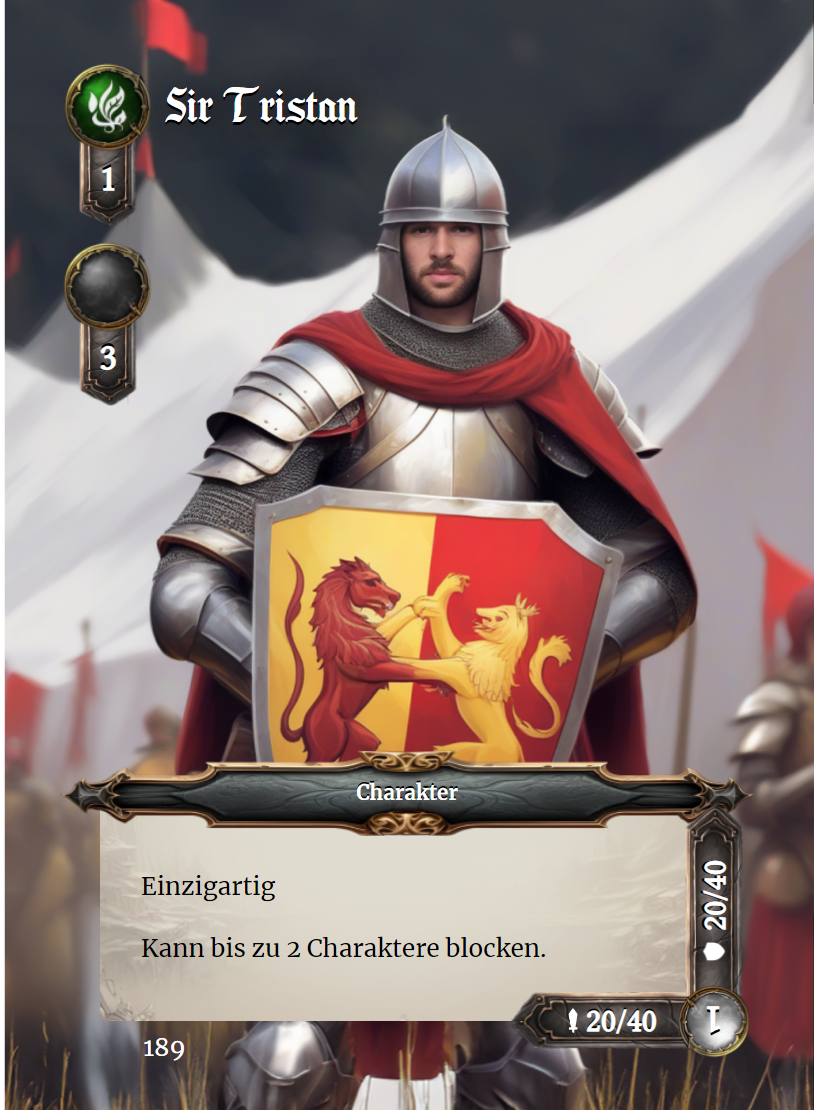 Sir Tristan
1
3
Charakter
Einzigartig
Kann bis zu 2 Charaktere blocken.
20/40
20/40
189